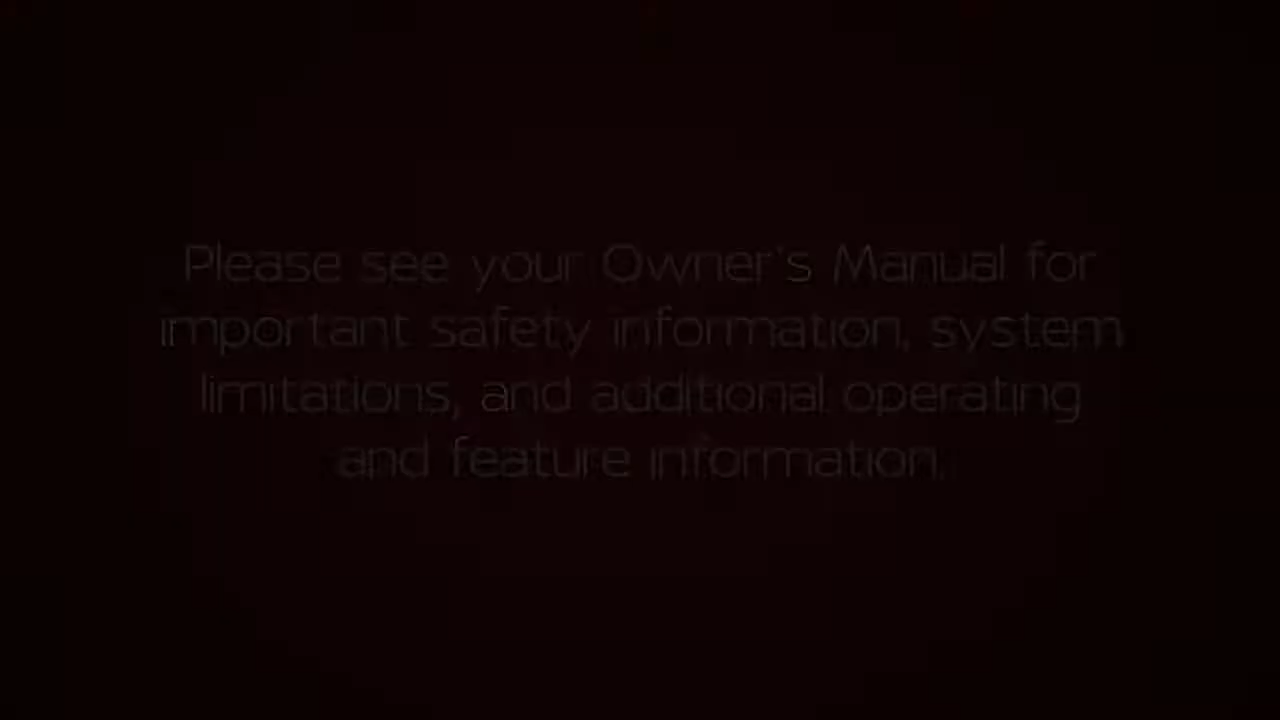 Please see your Owner's Manual for
important safety information, system
limitations, and additional operating
and feature information.